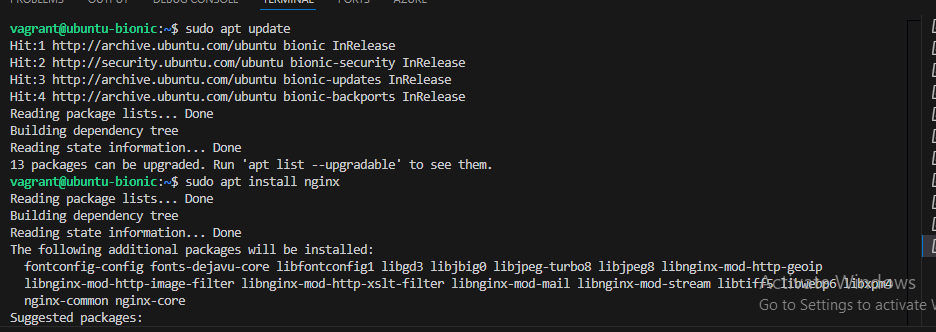 DEBUG CONSOLE TERMINAL PORTS AZURE
vagrant@ubuntu-bionic:~$ sudo apt update
Hit:1 http://archive.ubuntu.com/ubuntu bionic InRelease
Hit:2 http://security.ubuntu.com/ubuntu bionic-security InRelease
Hit:3 http://archive.ubuntu.com/ubuntu bionic-updates InRelease
Hit:4 http://archive.ubuntu.com/ubuntu bionic-backports InRelease
Reading package lists... Done
Building dependency tree
Reading state information... Done
13 packages can be upgraded. Run 'apt list --upgradable' to see them.
vagrant@ubuntu-bionic:~$ sudo apt install nginx
Reading package lists... Done
Building dependency tree
Reading state information... Done
The following additional packages will be installed:
fontconfig-config fonts-dejavu-core libfontconfig1 libgd3 libjbig0 libjpeg-turbo8 libjpeg8 libnginx-mod-http-geoip
libnginx-mod-http-image-filter libnginx-mod-http-xslt-filter libnginx-mod-mail libnginx-mod-stream libtiff5 libwebp6 libxpm4
nginx-common nginx-core
Suggested packages:
Activate Windows
Go to Settings to activate W